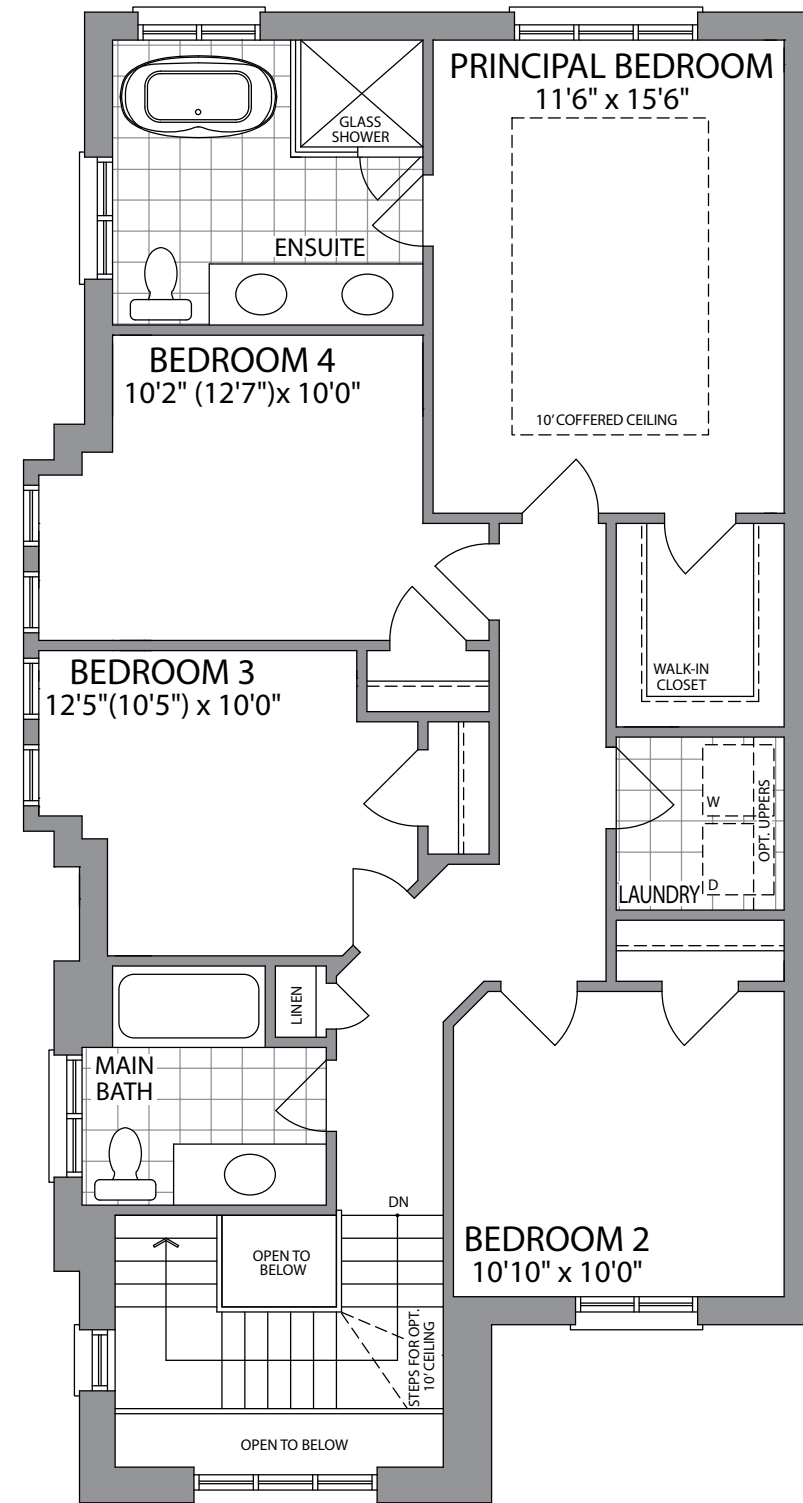 PRINCIPAL BEDROOM
11'6" x 15'6"
GLASS
SHOWER
ENSUITE
BEDROOM 4
10'2" (12'7")x 10'0"
10' COFFERED CEILING
WALK-IN
CLOSET
BEDROOM 3
12'5"(10'5") x 10'0"
W
D
OPT. UPPERS
LAUNDRY
LINEN
MAIN
BATH
DN
OPEN TO
BELOW
BEDROOM 2
10'10" x 10'0"
STEPS FOR OPT.
10' CEILING
OPEN TO BELOW